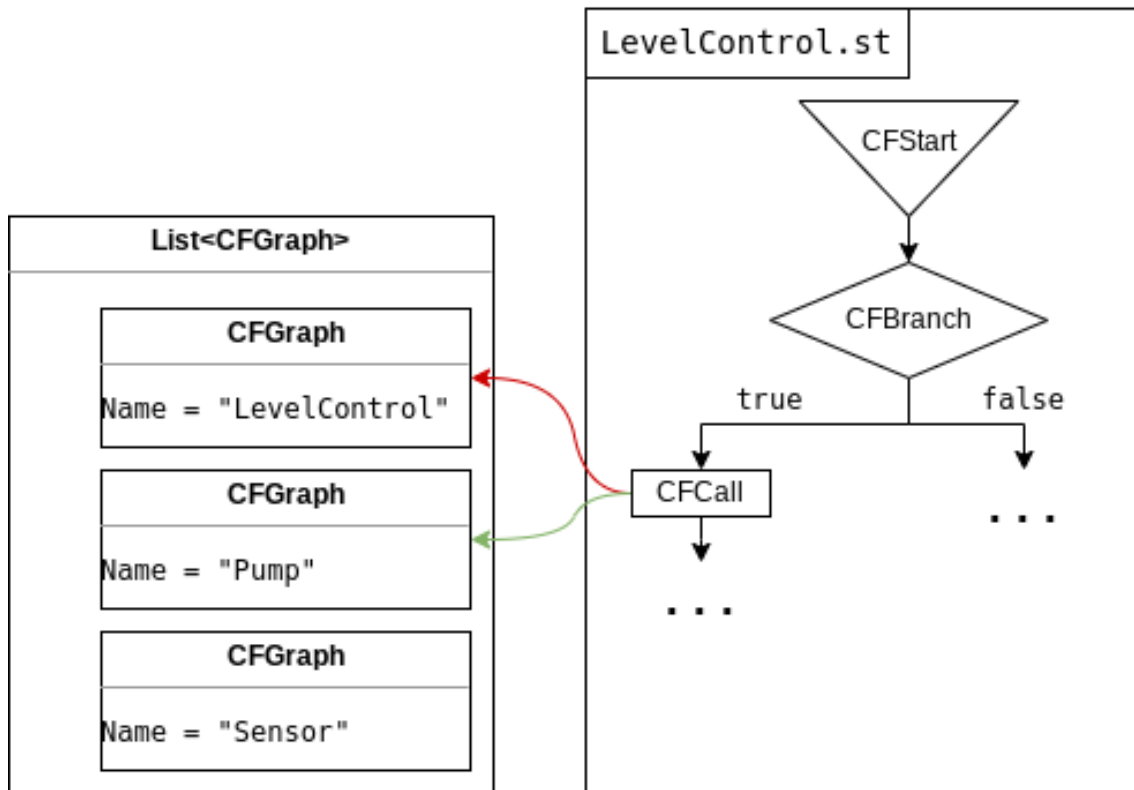 LevelControl.st
CFStart
CFBranch
true
false
CFCall
...
...
List<CFGraph>
CFGraph
Name = "LevelControl"
CFGraph
Name = "Pump"
CFGraph
Name = "Sensor"